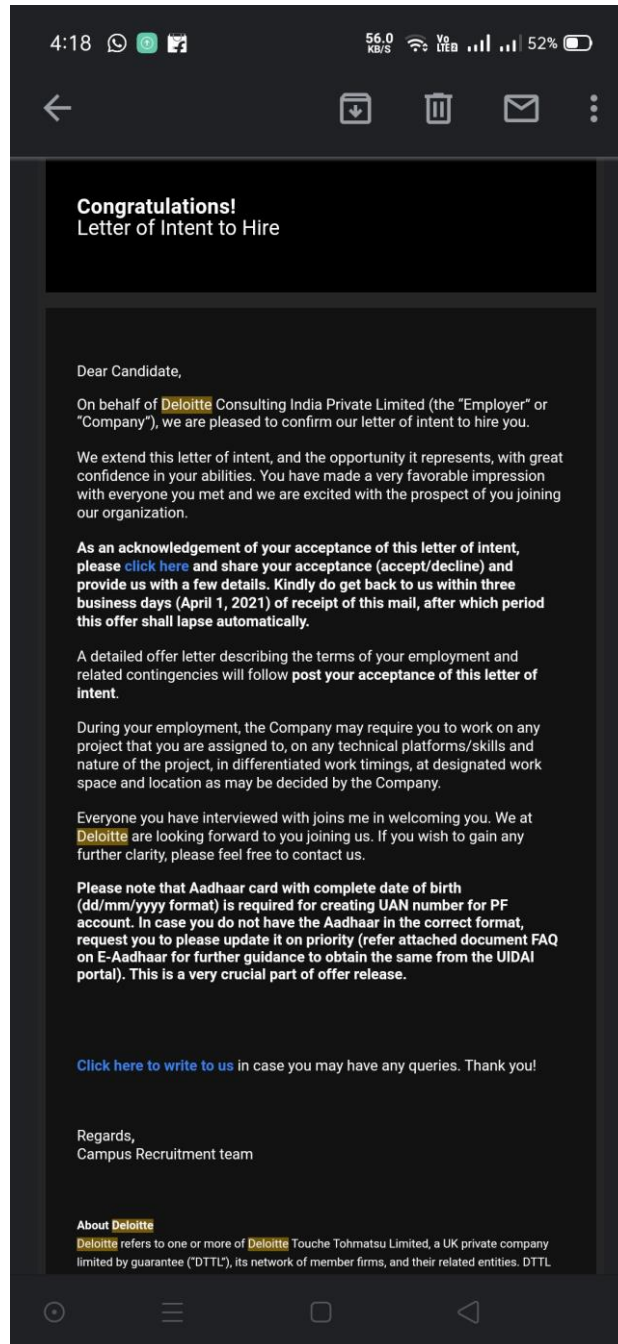 4:18
56.0 KB/S Vo LTE 52%
Congratulations!
Letter of Intent to Hire
Dear Candidate,
On behalf of Deloitte Consulting India Private Limited (the “Employer” or
“Company”), we are pleased to confirm our letter of intent to hire you.
We extend this letter of intent, and the opportunity it represents, with great
confidence in your abilities. You have made a very favorable impression
with everyone you met and we are excited with the prospect of you joining
our organization.
As an acknowledgement of your acceptance of this letter of intent,
please click here and share your acceptance (accept/decline) and
provide us with a few details. Kindly do get back to us within three
business days (April 1, 2021) of receipt of this mail, after which period
this offer shall lapse automatically.
A detailed offer letter describing the terms of your employment and
related contingencies will follow post your acceptance of this letter of
intent.
During your employment, the Company may require you to work on any
project that you are assigned to, on any technical platforms/skills and
nature of the project, in differentiated work timings, at designated work
space and location as may be decided by the Company.
Everyone you have interviewed with joins me in welcoming you. We at
Deloitte are looking forward to you joining us. If you wish to gain any
further clarity, please feel free to contact us.
Please note that Aadhaar card with complete date of birth
(dd/mm/yyyy format) is required for creating UAN number for PF
account. In case you do not have the Aadhaar in the correct format,
request you to please update it on priority (refer attached document FAQ
on E-Aadhaar for further guidance to obtain the same from the UIDAI
portal). This is a very crucial part of offer release.
Click here to write to us in case you may have any queries. Thank you!
Regards,
Campus Recruitment team
About Deloitte
Deloitte refers to one or more of Deloitte Touche Tohmatsu Limited, a UK private company
limited by guarantee (“DTTL”), its network of member firms, and their related entities. DTTL